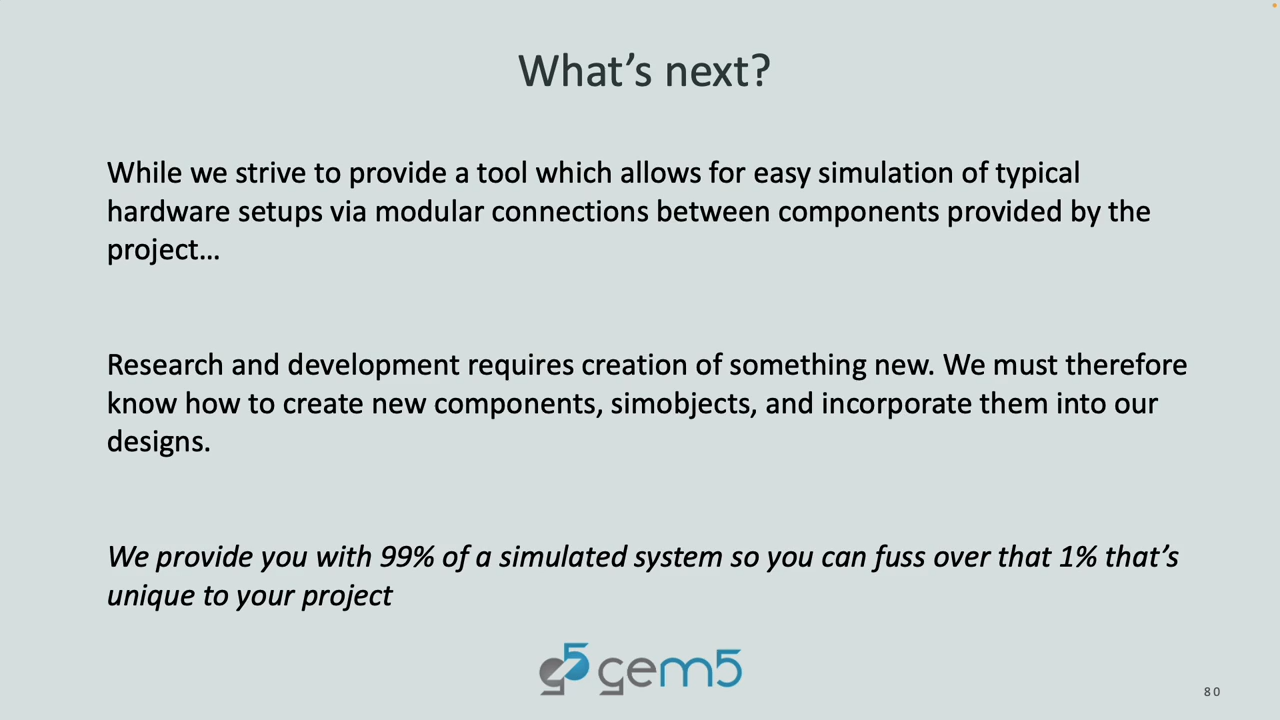 What’s next?
While we strive to provide a tool which allows for easy simulation of typical
hardware setups via modular connections between components provided by the
project…
Research and development requires creation of something new. We must therefore
know how to create new components, simobjects, and incorporate them into our
designs.
We provide you with 99% of a simulated system so you can fuss over that 1% that’s
unique to your project
g5 gem5
80